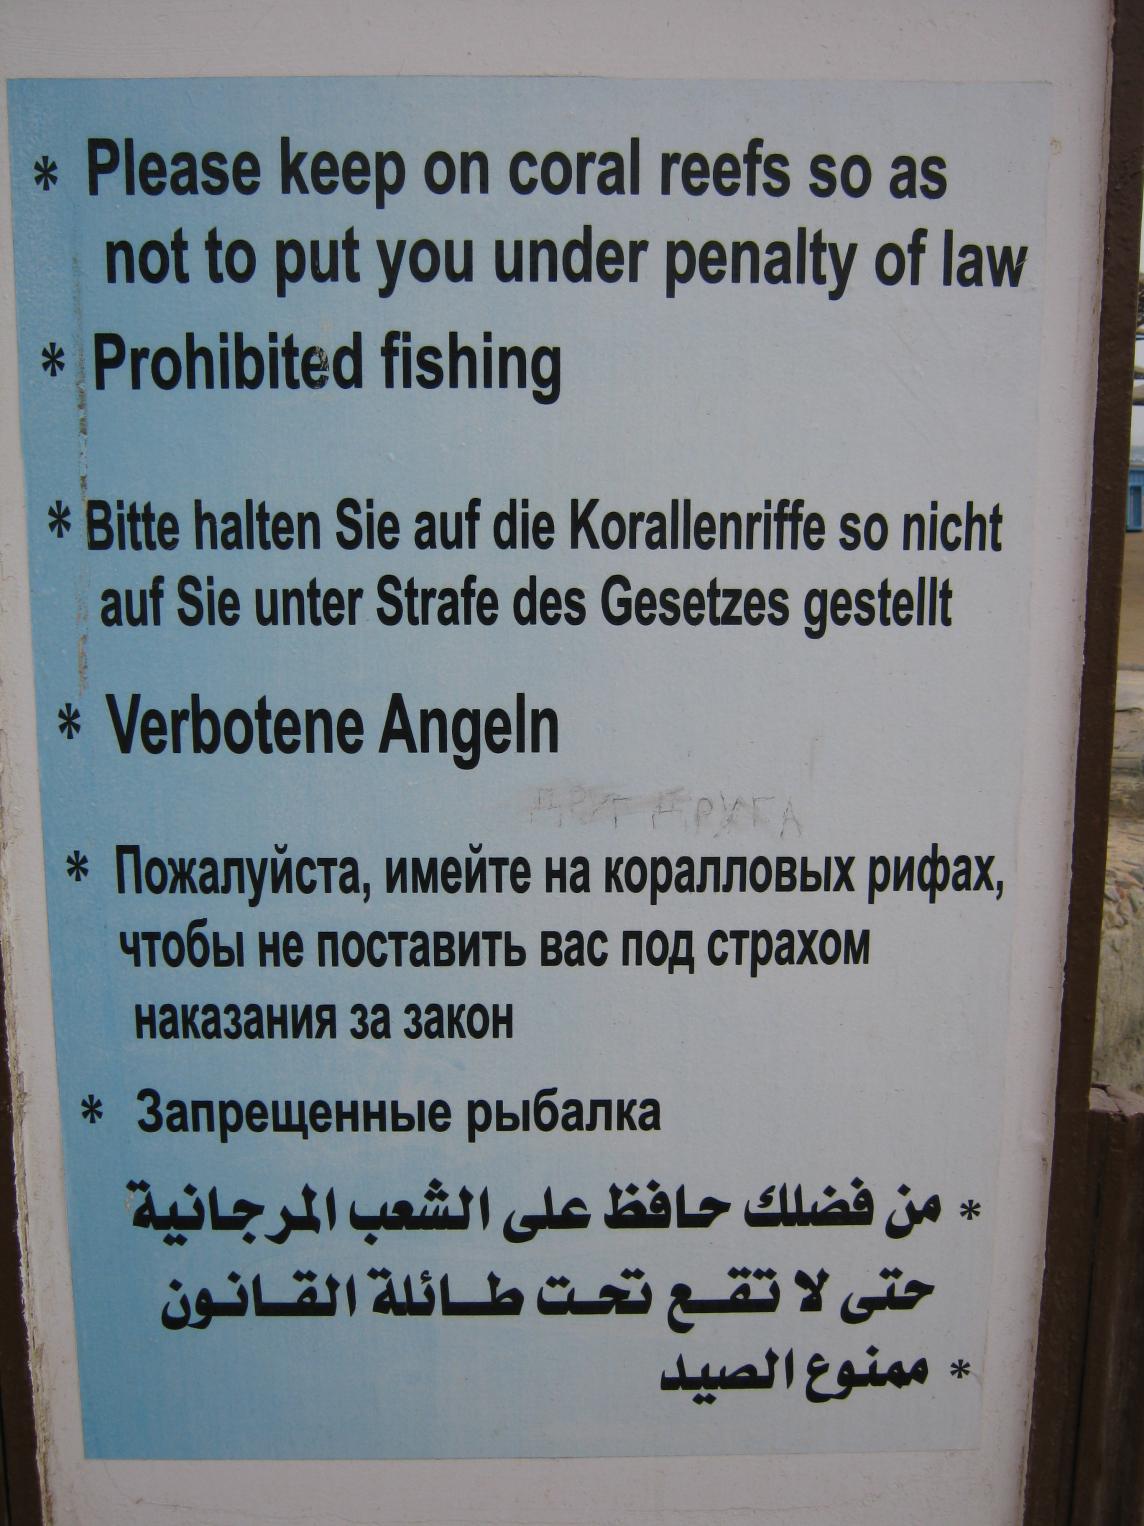 * Please keep on coral reefs so as
not to put you under penalty of law
* Prohibited fishing
* Bitte halten Sie auf die Korallenriffe so nicht
auf Sie unter Strafe des Gesetzes gestellt
* Verbotene Angeln
ДРУГ ДРУГА
* Пожалуйста, имейте на коралловых рифах,
чтобы не поставить вас под страхом
наказания за закон
* Запрещенные рыбалка
* من فضلك حافظ على الشعب المرجانية
حتى لا تقع تحت طائلة القانون
* ممنوع الصيد